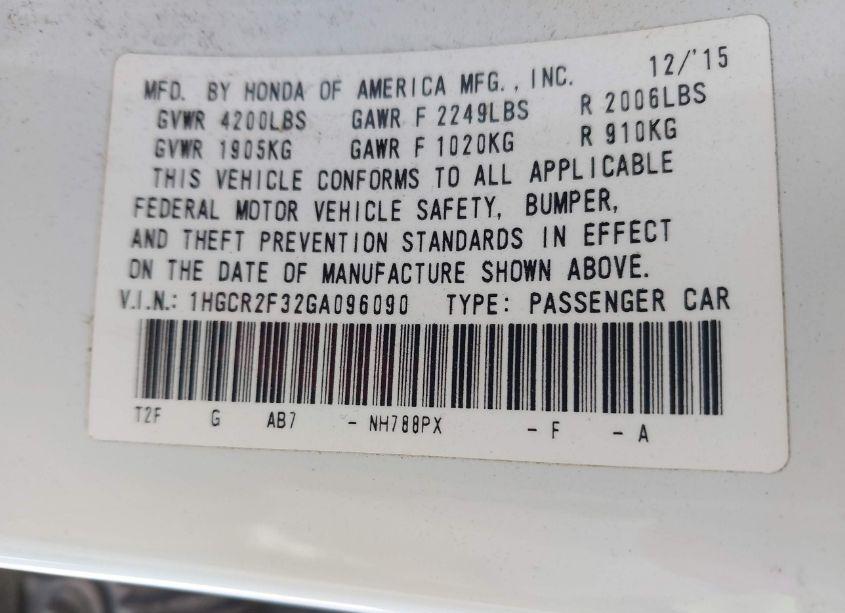 MFD. BY HONDA OF AMERICA MFG., INC. 12/'15
GVWR 4200LBS GAWR F 2249LBS R 2006LBS
GVWR 1905KG GAWR F 1020KG R 910KG
THIS VEHICLE CONFORMS TO ALL APPLICABLE
FEDERAL MOTOR VEHICLE SAFETY, BUMPER,
AND THEFT PREVENTION STANDARDS IN EFFECT
ON THE DATE OF MANUFACTURE SHOWN ABOVE.
V.I.N.: 1HGCR2F32GA096090 TYPE: PASSENGER CAR
T2F G AB7 - NH788PX - F - A